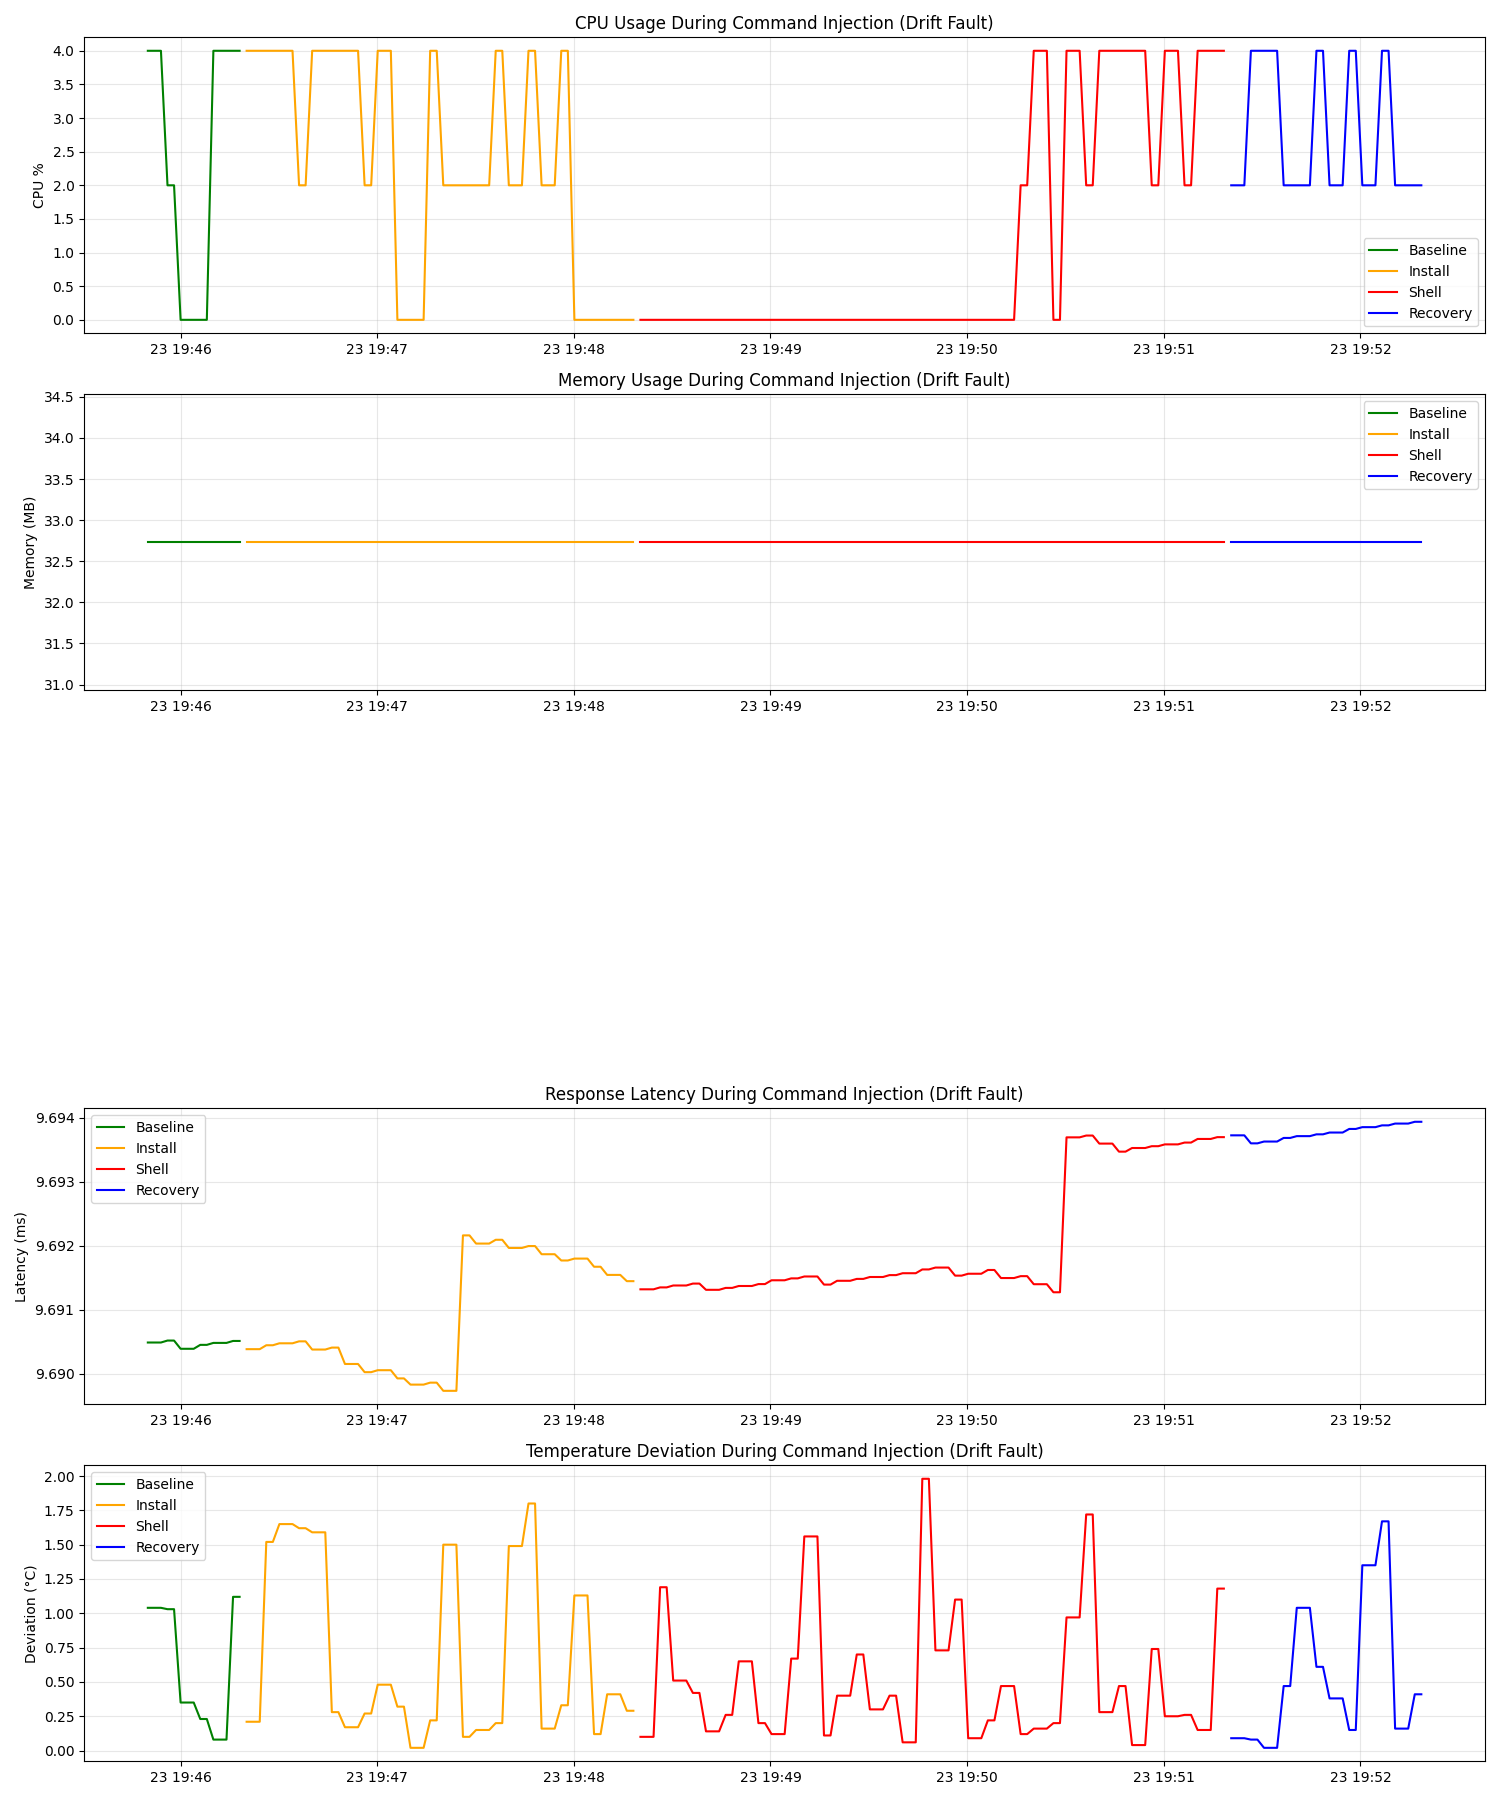 CPU Usage During Command Injection (Drift Fault)
4.0
3.5
3.0
2.5
2.0
1.5
1.0
0.5
0.0
CPU %
Baseline
Install
Shell
Recovery
23 19:46 23 19:47 23 19:48 23 19:49 23 19:50 23 19:51 23 19:52
Memory Usage During Command Injection (Drift Fault)
34.5
34.0
33.5
33.0
32.5
32.0
31.5
31.0
Memory (MB)
Baseline
Install
Shell
Recovery
23 19:46 23 19:47 23 19:48 23 19:49 23 19:50 23 19:51 23 19:52
Response Latency During Command Injection (Drift Fault)
9.694
9.693
9.692
9.691
9.690
Latency (ms)
Baseline
Install
Shell
Recovery
23 19:46 23 19:47 23 19:48 23 19:49 23 19:50 23 19:51 23 19:52
Temperature Deviation During Command Injection (Drift Fault)
2.00
1.75
1.50
1.25
1.00
0.75
0.50
0.25
0.00
Deviation (°C)
Baseline
Install
Shell
Recovery
23 19:46 23 19:47 23 19:48 23 19:49 23 19:50 23 19:51 23 19:52